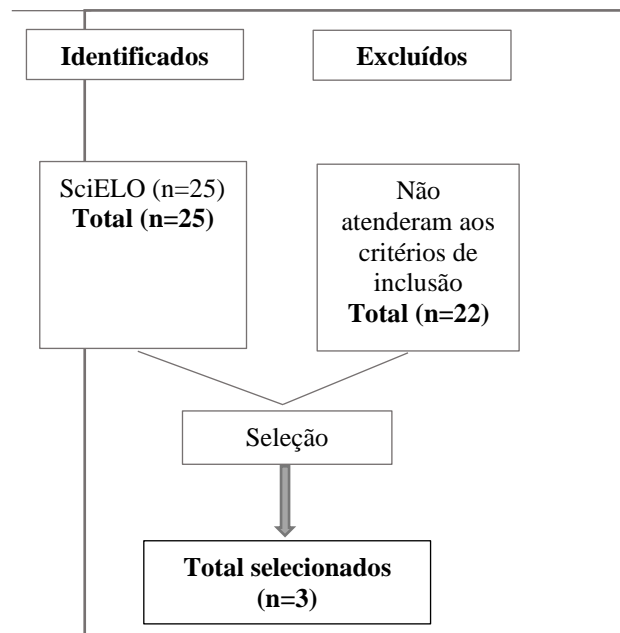 Identificados
Excluídos
SciELO (n=25)
Total (n=25)
Não
atenderam aos
critérios de
inclusão
Total (n=22)
Seleção
Total selecionados
(n=3)